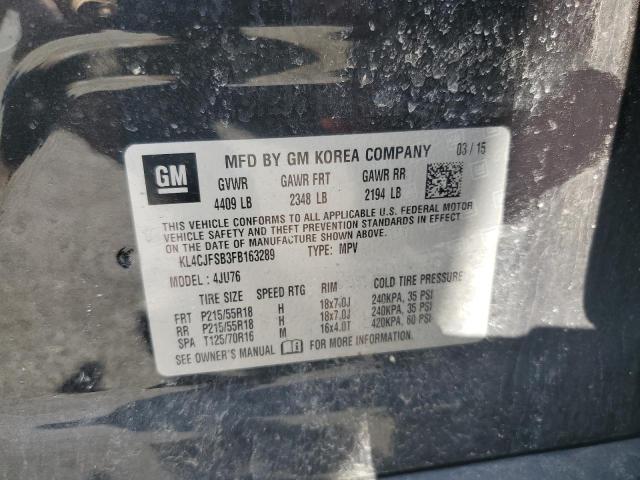 GM
MFD BY GM KOREA COMPANY 03/15
GVWR GAWR FRT GAWR RR
4409 LB 2348 LB 2194 LB
THIS VEHICLE CONFORMS TO ALL APPLICABLE U.S. FEDERAL MOTOR
VEHICLE SAFETY AND THEFT PREVENTION STANDARDS IN EFFECT
ON THE DATE OF MANUFACTURE SHOWN ABOVE.
KL4CJFSB3FB163289 TYPE: MPV
MODEL: 4JU76
TIRE SIZE SPEED RTG RIM COLD TIRE PRESSURE
FRT P215/55R18 H 18x7.0J 240KPA, 35 PSI
RR P215/55R18 H 18x7.0J 240KPA, 35 PSI
SPA T125/70R16 M 16x4.0T 420KPA, 60 PSI
SEE OWNER'S MANUAL FOR MORE INFORMATION.